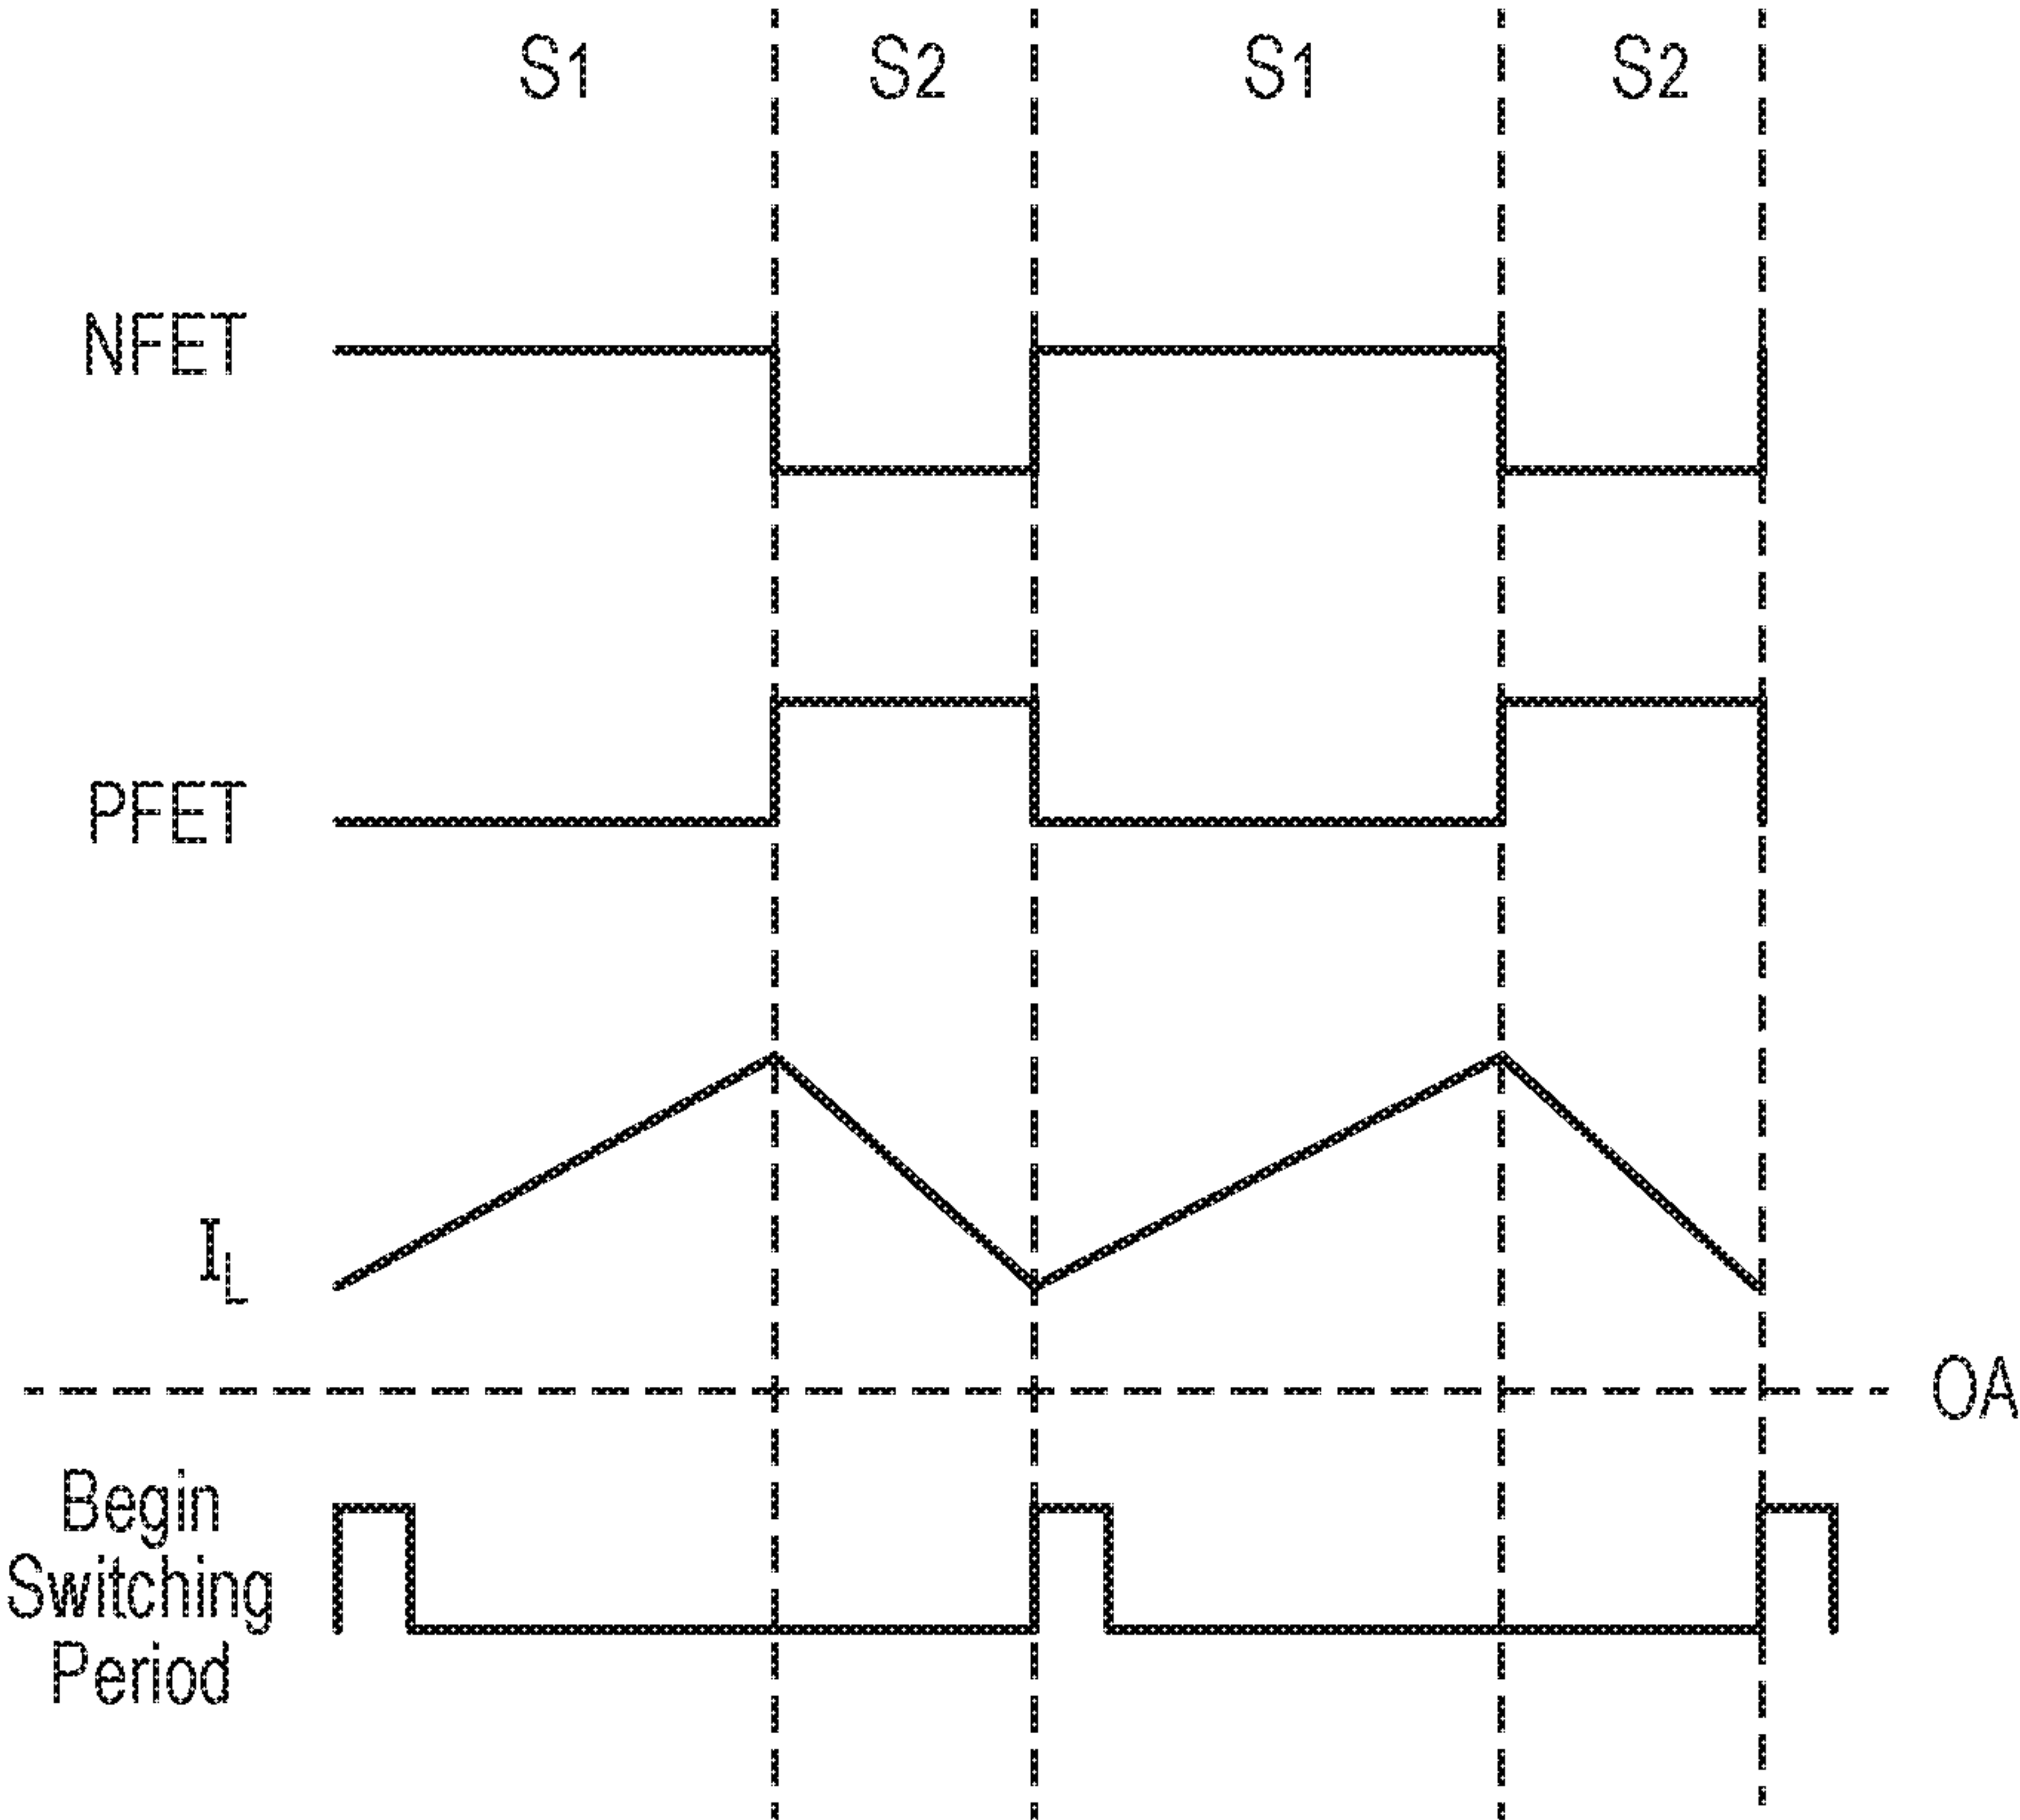 S1 S2 S1 S2
NFET
PFET
IL
OA
Begin
Switching
Period